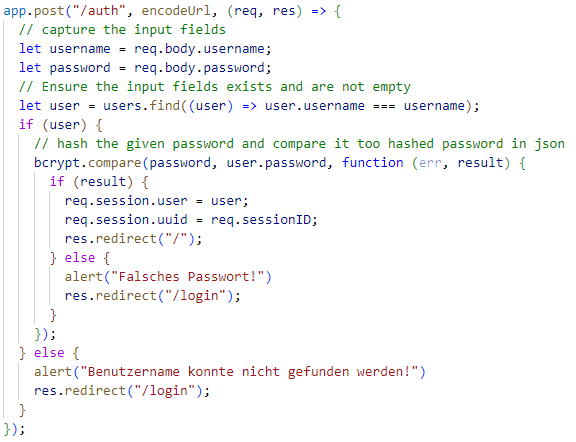 app.post("/auth", encodeUrl, (req, res) => {
  // capture the input fields
  let username = req.body.username;
  let password = req.body.password;
  // Ensure the input fields exists and are not empty
  let user = users.find((user) => user.username === username);
  if (user) {
    // hash the given password and compare it too hashed password in json
    bcrypt.compare(password, user.password, function (err, result) {
      if (result) {
        req.session.user = user;
        req.session.uuid = req.sessionID;
        res.redirect("/");
      } else {
        alert("Falsches Passwort!")
        res.redirect("/login");
      }
    });
  } else {
    alert("Benutzername konnte nicht gefunden werden!")
    res.redirect("/login");
  }
});